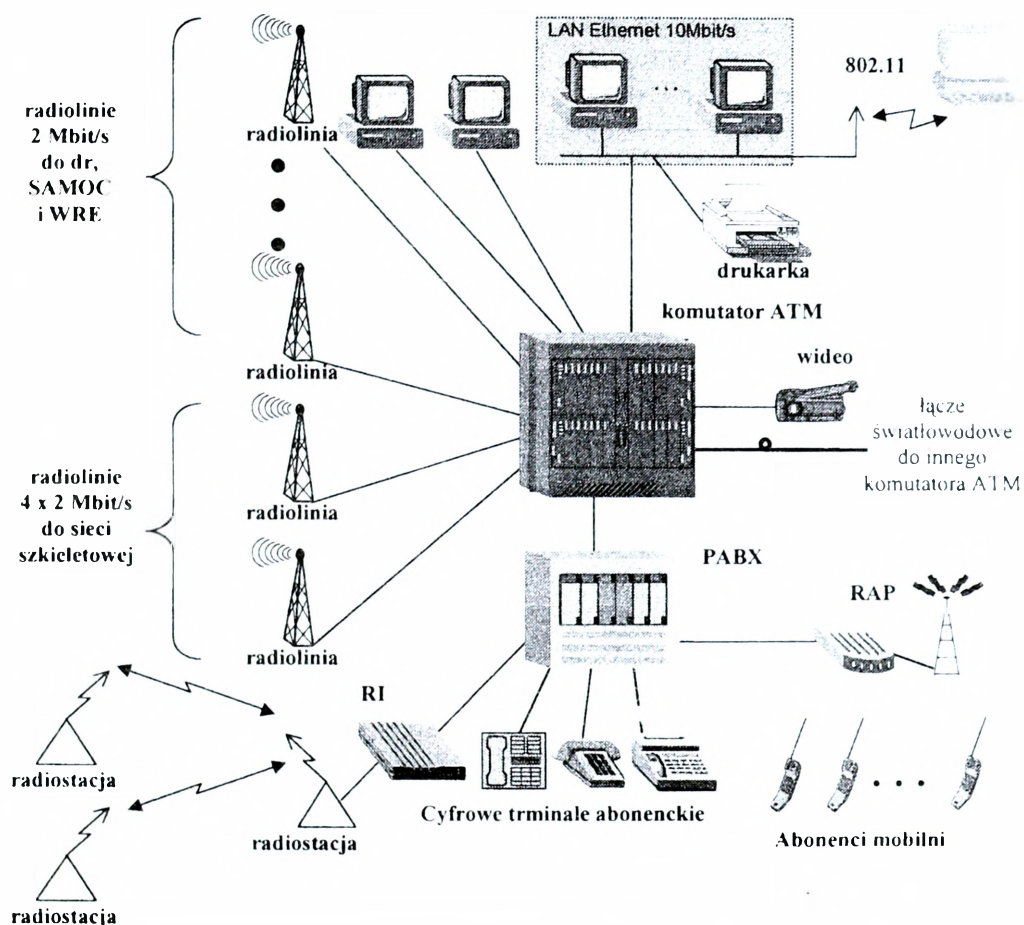 LAN Ethernet 10Mbit/s
802.11
radiolinie
2 Mbit/s
do dr,
SAMOC
i WRE
radiolinia
drukarka
komutator ATM
wideo
radiolinia
łącze
światłowodowe
do innego
komutatora ATM
radiolinie
4 x 2 Mbit/s
do sieci
szkieletowej
radiolinia
PABX
RAP
radiolinia
RI
radiostacja
Cyfrowe trminale abonenckie
radiostacja
Abonenci mobilni
radiostacja